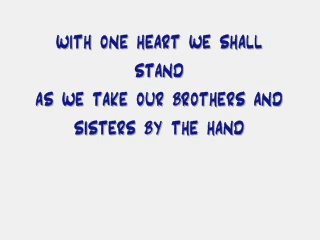 WITH ONE HEART WE SHALL
STAND
AS WE TAKE OUR BROTHERS AND
SISTERS BY THE HAND